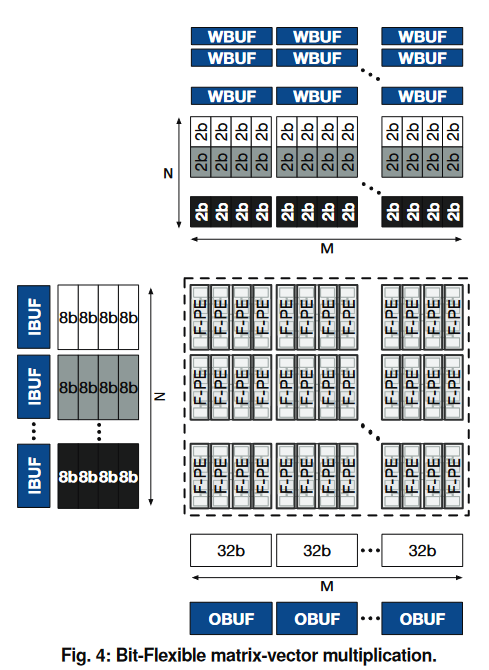 WBUF WBUF WBUF
WBUF WBUF WBUF
WBUF WBUF WBUF
2b 2b 2b 2b 2b 2b 2b 2b 2b 2b 2b 2b
2b 2b 2b 2b 2b 2b 2b 2b 2b 2b 2b 2b
N
2b 2b 2b 2b 2b 2b 2b 2b 2b 2b 2b 2b
M
IBUF 8b 8b 8b 8b F-PE F-PE F-PE F-PE F-PE F-PE F-PE F-PE F-PE F-PE F-PE F-PE
IBUF 8b 8b 8b 8b N F-PE F-PE F-PE F-PE F-PE F-PE F-PE F-PE F-PE F-PE F-PE F-PE
IBUF 8b 8b 8b 8b F-PE F-PE F-PE F-PE F-PE F-PE F-PE F-PE F-PE F-PE F-PE F-PE
32b 32b 32b
M
OBUF OBUF OBUF
Fig. 4: Bit-Flexible matrix-vector multiplication.